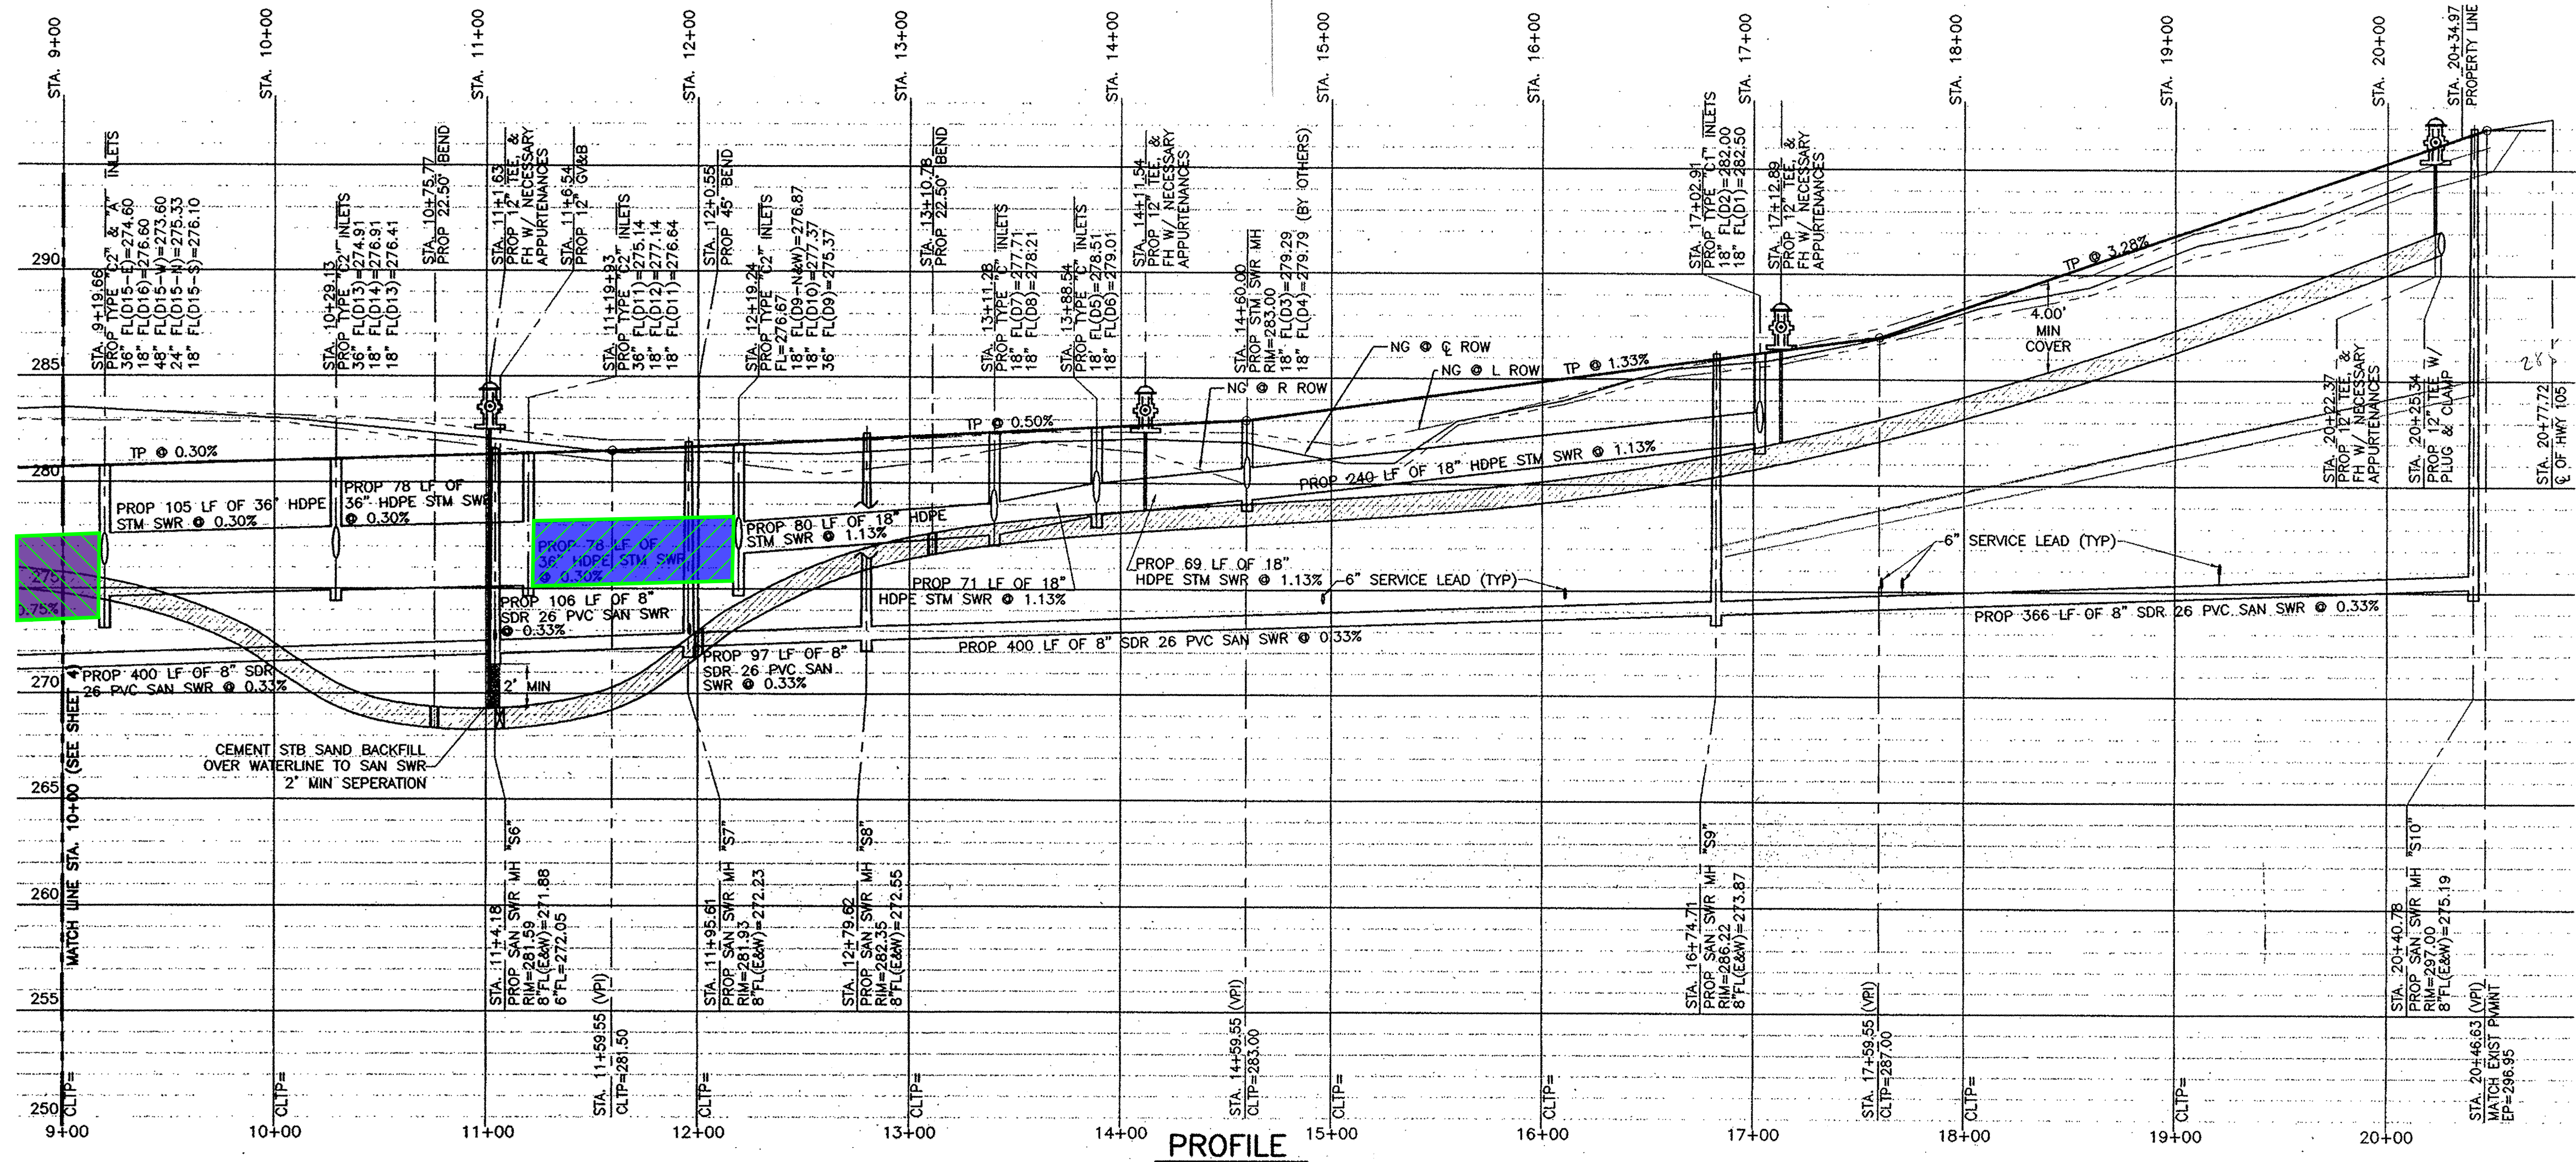 STA. 9+00
STA. 10+00
STA. 11+00
STA. 12+00
STA. 13+00
STA. 14+00
STA. 15+00
STA. 16+00
STA. 17+00
STA. 18+00
STA. 19+00
STA. 20+00
STA. 20+34.97
PROPERTY LINE
STA. 9+19.66
PROP TYPE "C2" & "A" INLETS
36" FL(D15-E)=274.60
18" FL(D16)=276.60
48" FL(D15-W)=273.60
24" FL(D15-N)=275.33
18" FL(D15-S)=276.10
STA. 10+29.13
PROP TYPE "C2" INLETS
36" FL(D13)=274.91
18" FL(D14)=276.91
18" FL(D13)=276.41
STA. 10+75.77
PROP 22.50° BEND
STA. 11+1.63
PROP 12" TEE, &
FH W/ NECESSARY
APPURTENANCES
STA. 11+6.54
PROP 12" GV&B
STA. 11+19+93
PROP TYPE "C2" INLETS
36" FL(D11)=275.14
18" FL(D12)=277.14
18" FL(D11)=276.64
STA. 12+0.55
PROP 45° BEND
STA. 12+19.24
PROP TYPE "C2" INLETS
FL=276.67
18" FL(D9-N&W)=276.87
18" FL(D10)=277.37
36" FL(D9)=275.37
STA. 13+10.78
PROP 22.50° BEND
STA. 13+11.28
PROP TYPE "C" INLETS
18" FL(D7)=277.71
18" FL(D8)=278.21
STA. 13+88.54
PROP TYPE "C" INLETS
18" FL(D5)=278.51
18" FL(D6)=279.01
STA. 14+11.54
PROP 12" TEE, &
FH W/ NECESSARY
APPURTENANCES
STA. 14+60.00
PROP STM SWR MH
RIM=283.00
18" FL(D3)=279.29
18" FL(D4)=279.79 (BY OTHERS)
STA. 17+02.91
PROP TYPE "C1" INLETS
18" FL(D2)=282.00
18" FL(D1)=282.50
STA. 17+12.89
PROP 12" TEE, &
FH W/ NECESSARY
APPURTENANCES
290
285
280
275
270
265
260
255
250
TP @ 0.30%
TP @ 0.50%
TP @ 1.33%
TP @ 3.28%
NG @ ℄ ROW
NG @ L ROW
NG @ R ROW
4.00'
MIN
COVER
STA. 20+22.37
PROP 12" TEE, &
FH W/ NECESSARY
APPURTENANCES
STA. 20+25.34
PROP 12" TEE W/
PLUG & CLAMP
STA. 20+77.72
℄ OF HWY 105
PROP 105 LF OF 36" HDPE
STM SWR @ 0.30%
PROP 78 LF OF
36" HDPE STM SWR
@ 0.30%
PROP 78 LF OF
36" HDPE STM SWR
@ 0.30%
0.75%
PROP 80 LF OF 18" HDPE
STM SWR @ 1.13%
PROP 240 LF OF 18" HDPE STM SWR @ 1.13%
PROP 69 LF OF 18"
HDPE STM SWR @ 1.13%
PROP 71 LF OF 18"
HDPE STM SWR @ 1.13%
6" SERVICE LEAD (TYP)
6" SERVICE LEAD (TYP)
PROP 106 LF OF 8"
SDR 26 PVC SAN SWR
@ 0.33%
PROP 366 LF OF 8" SDR 26 PVC SAN SWR @ 0.33%
PROP 400 LF OF 8" SDR 26 PVC SAN SWR @ 0.33%
PROP 97 LF OF 8"
SDR 26 PVC SAN
SWR @ 0.33%
PROP 400 LF OF 8" SDR
26 PVC SAN SWR @ 0.33%
2' MIN
CEMENT STB SAND BACKFILL
OVER WATERLINE TO SAN SWR
2' MIN SEPERATION
MATCH LINE STA. 10+00 (SEE SHEET 4)
STA. 11+4.18
PROP SAN SWR MH "S6"
RIM=281.59
8"FL(E&W)=271.88
6"FL=272.05
STA. 11+59.55 (VPI)
CLTP=281.50
STA. 11+95.61
PROP SAN SWR MH "S7"
RIM=281.93
8"FL(E&W)=272.23
STA. 12+79.62
PROP SAN SWR MH "S8"
RIM=282.35
8"FL(E&W)=272.55
STA. 14+59.55 (VPI)
CLTP=283.00
STA. 16+74.71
PROP SAN SWR MH "S9"
RIM=286.22
8"FL(E&W)=273.87
STA. 17+59.55 (VPI)
CLTP=287.00
STA. 20+40.78
PROP SAN SWR MH "S10"
RIM=297.00
8"FL(E&W)=275.19
STA. 20+46.63 (VPI)
MATCH EXIST PVMNT
EP=296.95
CLTP=
CLTP=
CLTP=
CLTP=
CLTP=
CLTP=
CLTP=
CLTP=
CLTP=
CLTP=
CLTP=
9+00
10+00
11+00
12+00
13+00
14+00
15+00
16+00
17+00
18+00
19+00
20+00
PROFILE